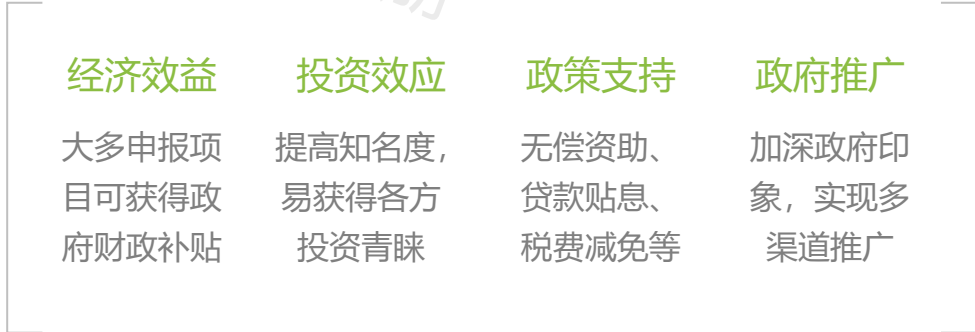 经济效益
大多申报项
目可获得政
府财政补贴
投资效应
提高知名度，
易获得各方
投资青睐
政策支持
无偿资助、
贷款贴息、
税费减免等
政府推广
加深政府印
象，实现多
渠道推广